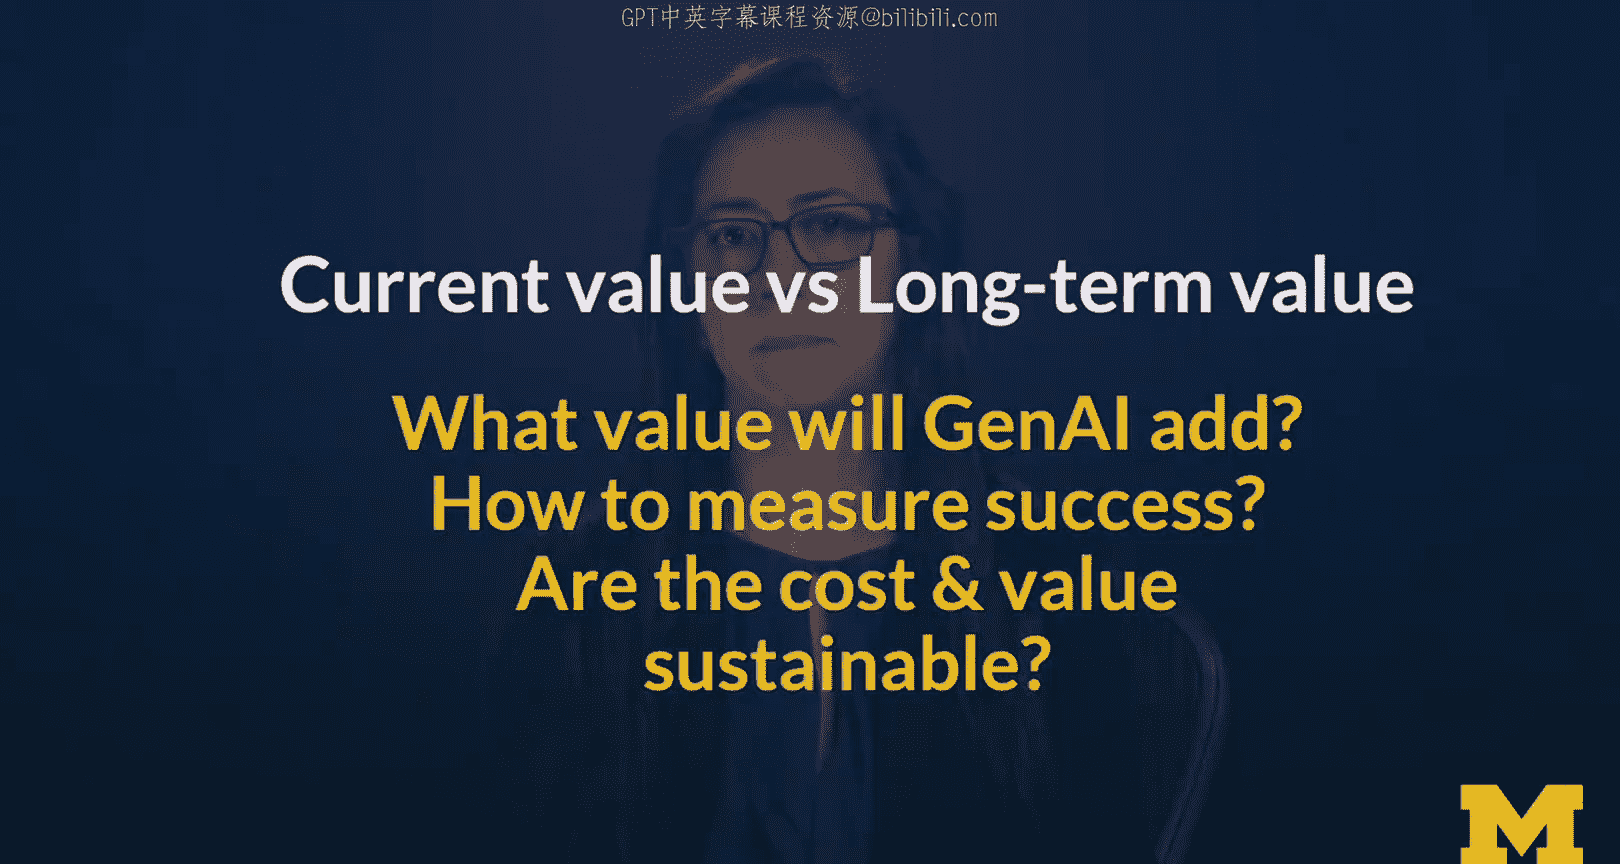 GPT中英字幕课程资源@bilibili.com
Current value vs Long-term value
What value will GenAI add?
How to measure success?
Are the cost & value
sustainable?
M